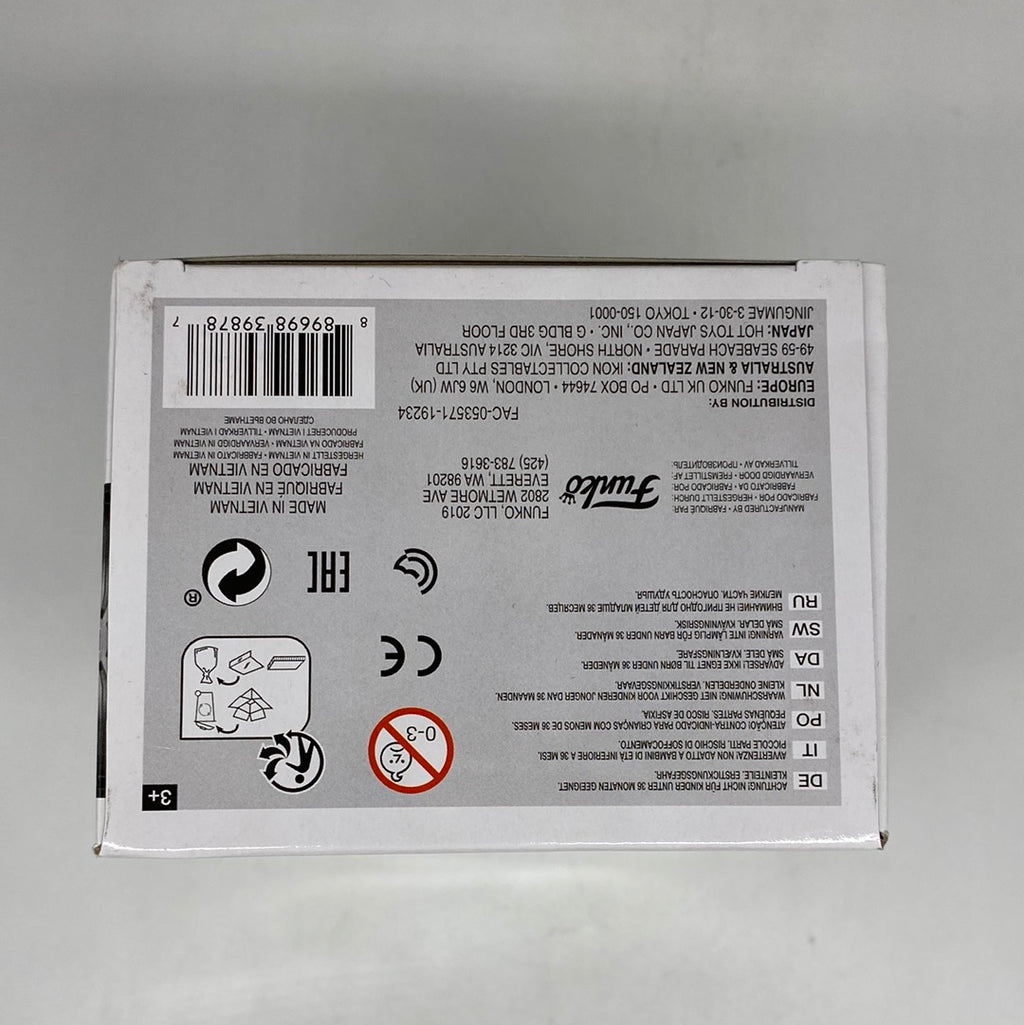 3+
DE
ACHTUNG! NICHT FÜR KINDER UNTER 36 MONATEN GEEIGNET.
KLEINTEILE. ERSTICKUNGSGEFAHR.
IT
AVVERTENZA! NON ADATTO A BAMBINI DI ETÀ INFERIORE A 36 MESI.
PICCOLE PARTI. RISCHIO DI SOFFOCAMENTO.
PO
ATENÇÃO! CONTRA-INDICADO PARA CRIANÇAS COM MENOS DE 36 MESES.
PEQUENAS PARTES. RISCO DE ASFIXIA.
NL
WAARSCHUWING! NIET GESCHIKT VOOR KINDEREN JONGER DAN 36 MAANDEN.
KLEINE ONDERDELEN. VERSTIKKINGSGEVAAR.
DA
ADVARSEL! IKKE EGNET TIL BØRN UNDER 36 MÅNEDER.
SMÅ DELE. KVÆLNINGSFARE.
SW
VARNING! INTE LÄMPLIG FÖR BARN UNDER 36 MÅNADER.
SMÅ DELAR. KVÄVNINGSRISK.
RU
ВНИМАНИЕ! НЕ ПРИГОДНО ДЛЯ ДЕТЕЙ МЛАДШЕ 36 МЕСЯЦЕВ.
МЕЛКИЕ ЧАСТИ. ОПАСНОСТЬ УДУШЬЯ.
0-3
CE
EAC
®
MANUFACTURED BY • FABRIQUÉ PAR:
FABRICADO POR • HERGESTELLT DURCH:
FABBRICATO DA • FABRICADO POR:
VERVAARDIGD DOOR • FREMSTILLET AF:
TILLVERKAD AV • ПРОИЗВОДИТЕЛЬ:
Funko
FUNKO, LLC 2019
2802 WETMORE AVE
EVERETT, WA 98201
(425) 783-3616
MADE IN VIETNAM
FABRIQUÉ EN VIETNAM
FABRICADO EN VIETNAM
HERGESTELLT IN VIETNAM • FABBRICATO IN VIETNAM
FABRICADO NA VIETNAM • VERVAARDIGD IN VIETNAM
PRODUCERET I VIETNAM • TILLVERKAD I VIETNAM
СДЕЛАНО ВО ВЬЕТНАМЕ
FAC-053571-19234
DISTRIBUTION BY:
EUROPE: FUNKO UK LTD • PO BOX 74644 • LONDON, W6 6JW (UK)
AUSTRALIA & NEW ZEALAND: IKON COLLECTABLES PTY LTD
49-59 SEABEACH PARADE • NORTH SHORE, VIC 3214 AUSTRALIA
JAPAN: HOT TOYS JAPAN CO., INC. • G BLDG 3RD FLOOR
JINGUMAE 3-30-12 • TOKYO 150-0001
8 89698 39878 7